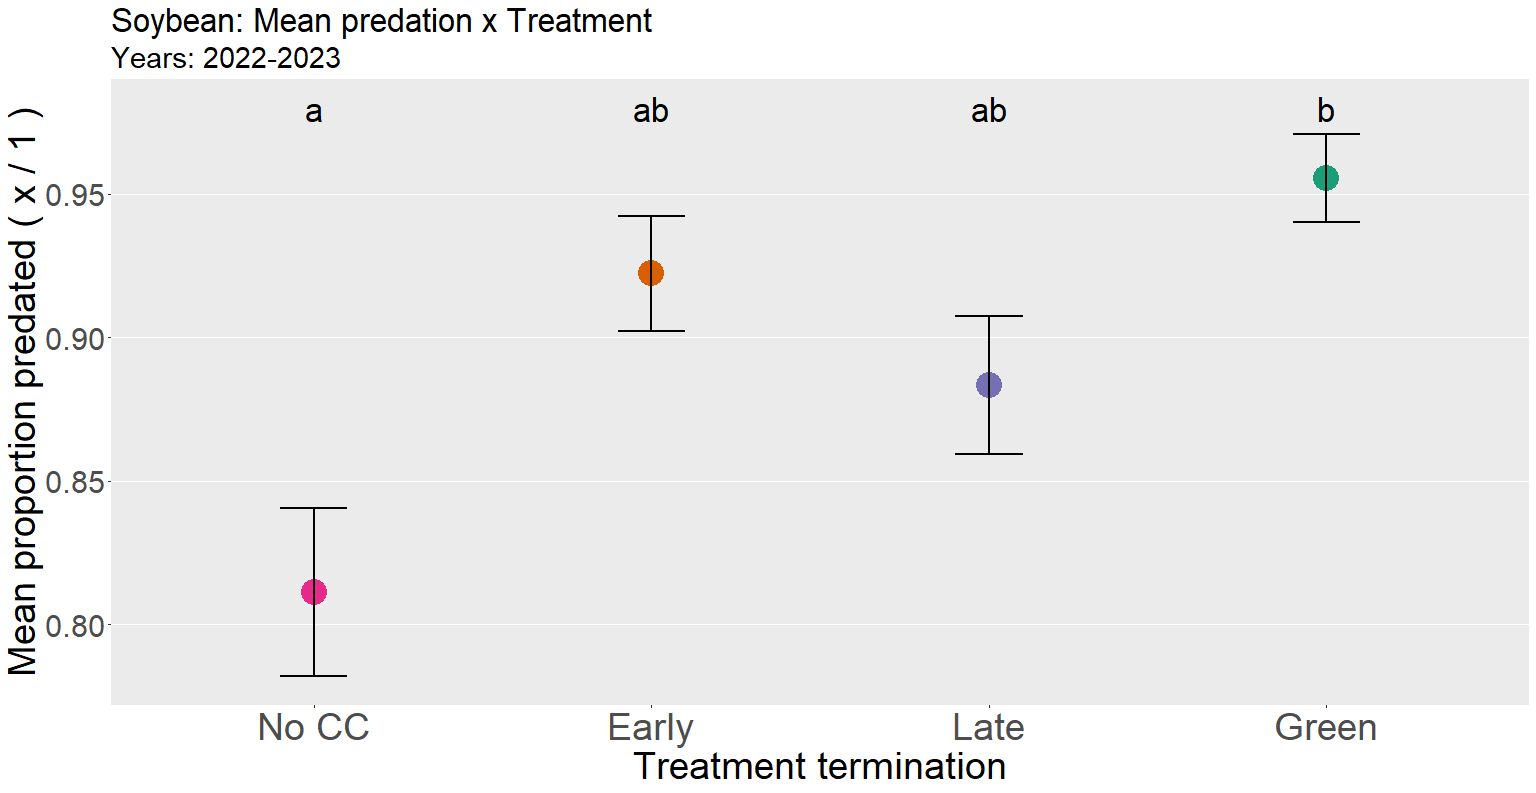 Soybean: Mean predation x Treatment
Years: 2022-2023
a ab ab b
Mean proportion predated ( x / 1 )
0.95
0.90
0.85
0.80
No CC Early Late Green
Treatment termination